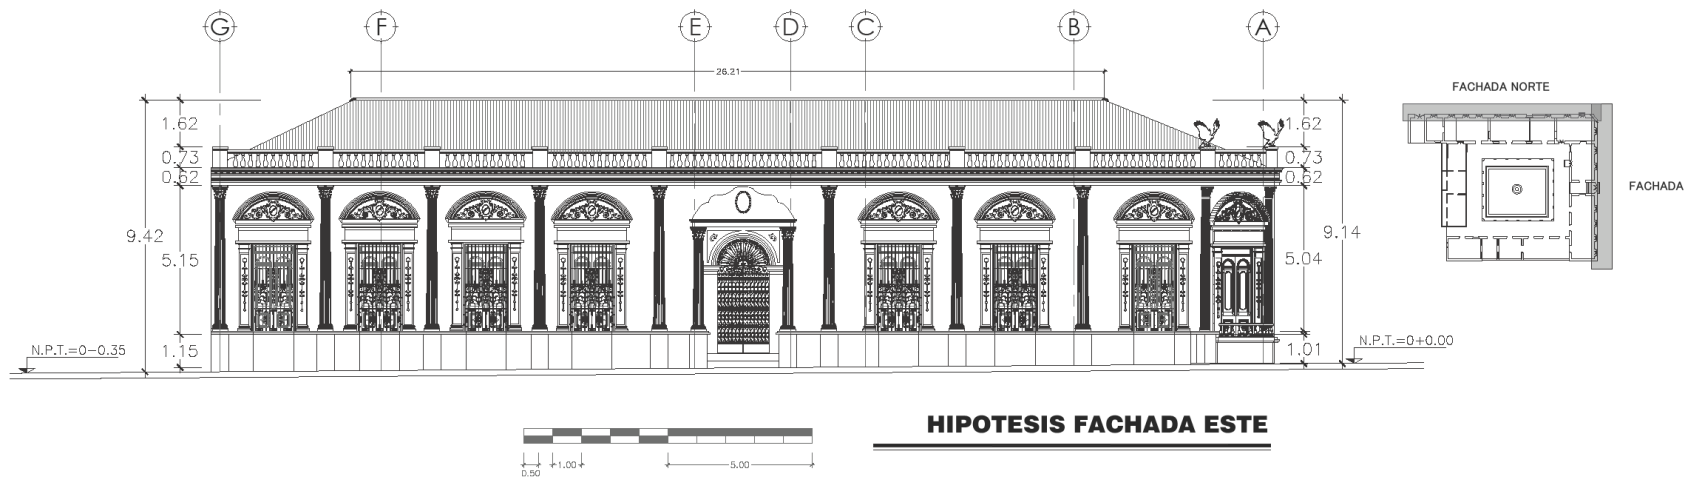 G F E D C B A
26.21
1.62
0.73
0.62
9.42
5.15
1.15
N.P.T.=0-0.35
1.62
0.73
0.62
9.14
5.04
1.01
N.P.T.=0+0.00
FACHADA NORTE
FACHADA
HIPOTESIS FACHADA ESTE
0.50
1.00
5.00